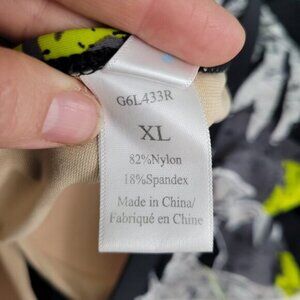 G6L433R
XL
82%Nylon
18%Spandex
Made in China/
Fabriqué en Chine